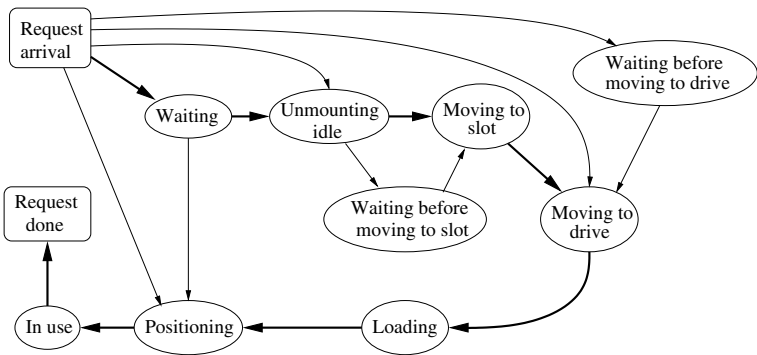 Request
arrival
Waiting before
moving to drive
Waiting
Unmounting
idle
Moving to
slot
Request
done
Waiting before
moving to slot
Moving to
drive
In use
Positioning
Loading